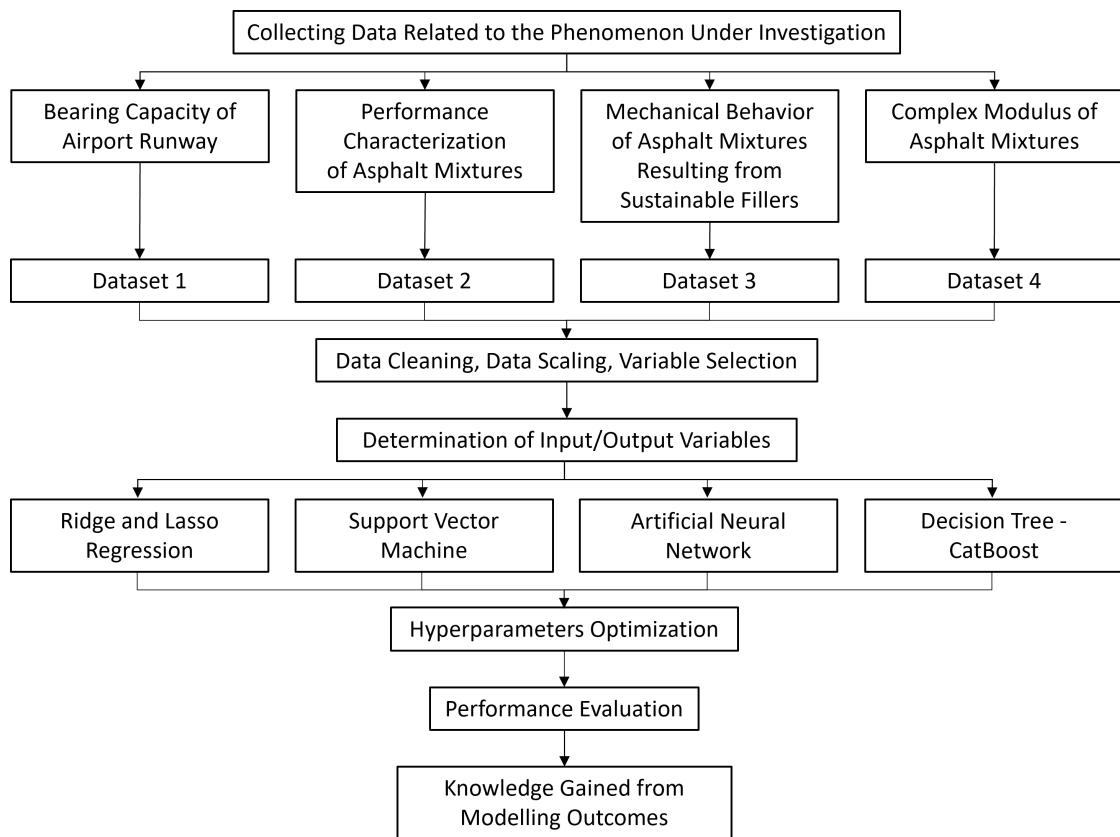 Collecting Data Related to the Phenomenon Under Investigation
Bearing Capacity of
Airport Runway
Performance
Characterization
of Asphalt Mixtures
Mechanical Behavior
of Asphalt Mixtures
Resulting from
Sustainable Fillers
Complex Modulus of
Asphalt Mixtures
Dataset 1
Dataset 2
Dataset 3
Dataset 4
Data Cleaning, Data Scaling, Variable Selection
Determination of Input/Output Variables
Ridge and Lasso
Regression
Support Vector
Machine
Artificial Neural
Network
Decision Tree -
CatBoost
Hyperparameters Optimization
Performance Evaluation
Knowledge Gained from
Modelling Outcomes